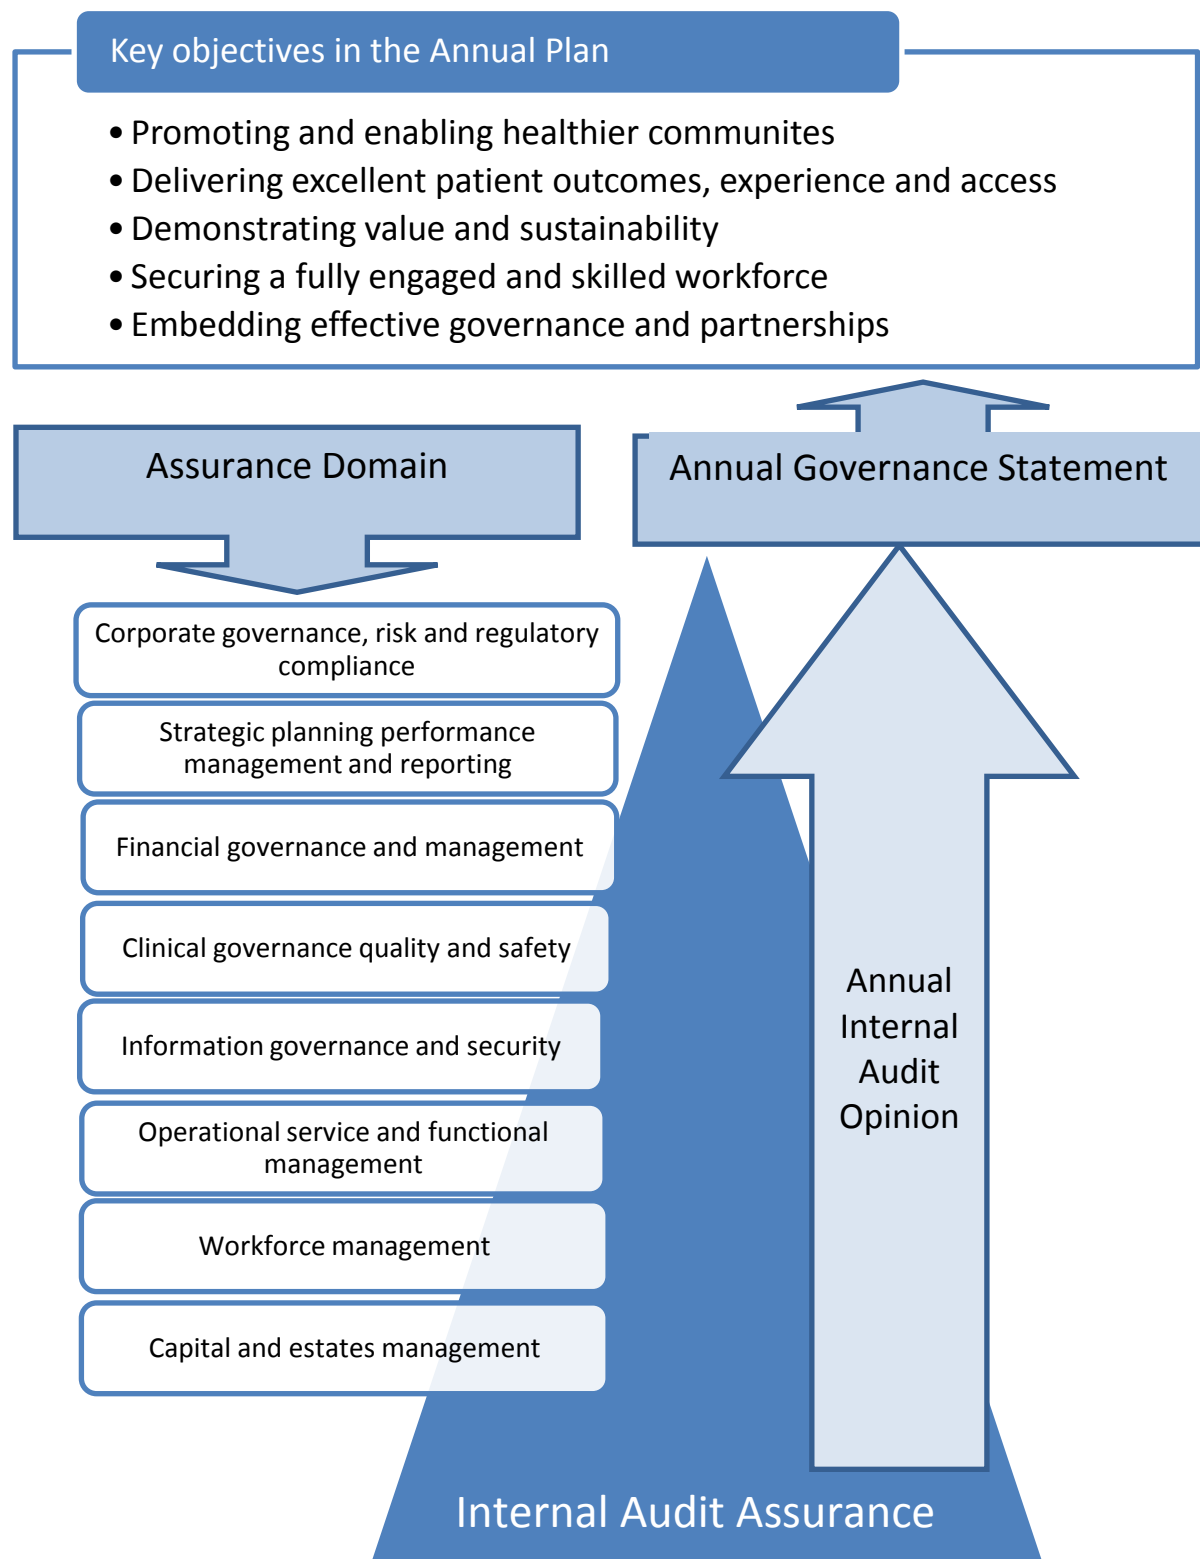 Key objectives in the Annual Plan
• Promoting and enabling healthier communites
• Delivering excellent patient outcomes, experience and access
• Demonstrating value and sustainability
• Securing a fully engaged and skilled workforce
• Embedding effective governance and partnerships
Assurance Domain
Annual Governance Statement
Corporate governance, risk and regulatory
compliance
Strategic planning performance
management and reporting
Financial governance and management
Clinical governance quality and safety
Information governance and security
Operational service and functional
management
Workforce management
Capital and estates management
Annual
Internal
Audit
Opinion
Internal Audit Assurance